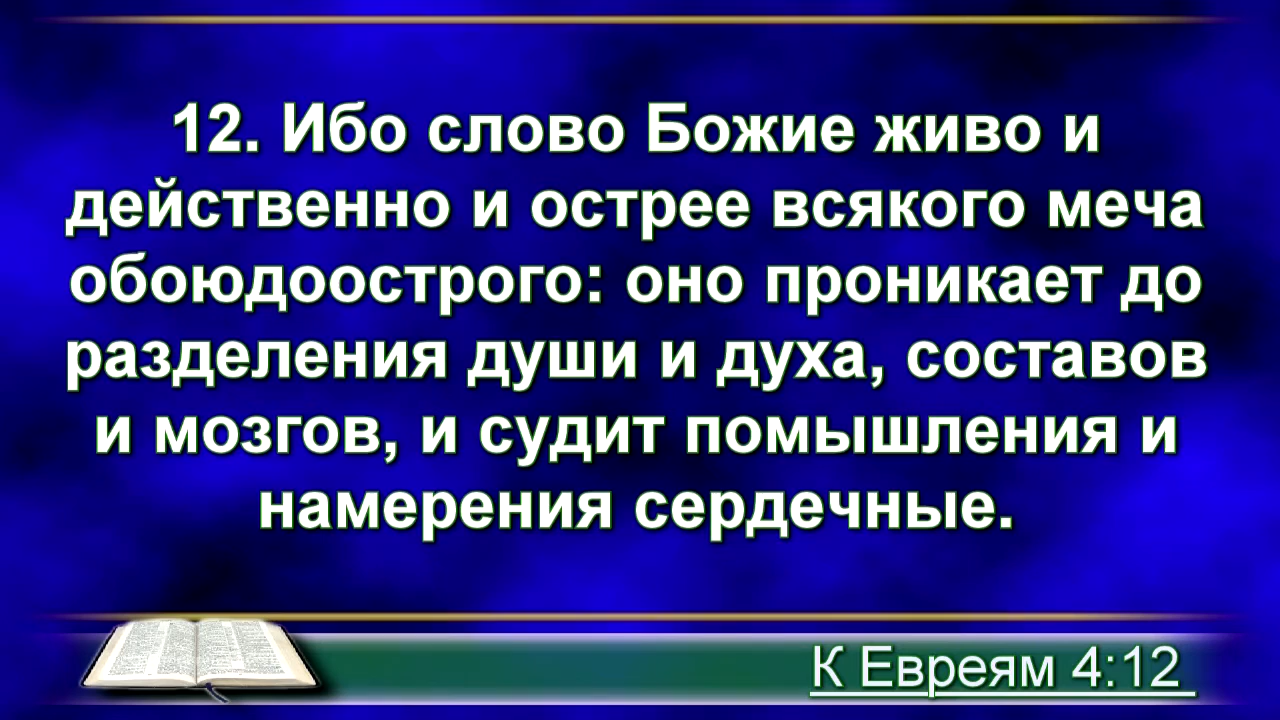 12. Ибо слово Божие живо и
действенно и острее всякого меча
обоюдоострого: оно проникает до
разделения души и духа, составов
и мозгов, и судит помышления и
намерения сердечные.
К Евреям 4:12